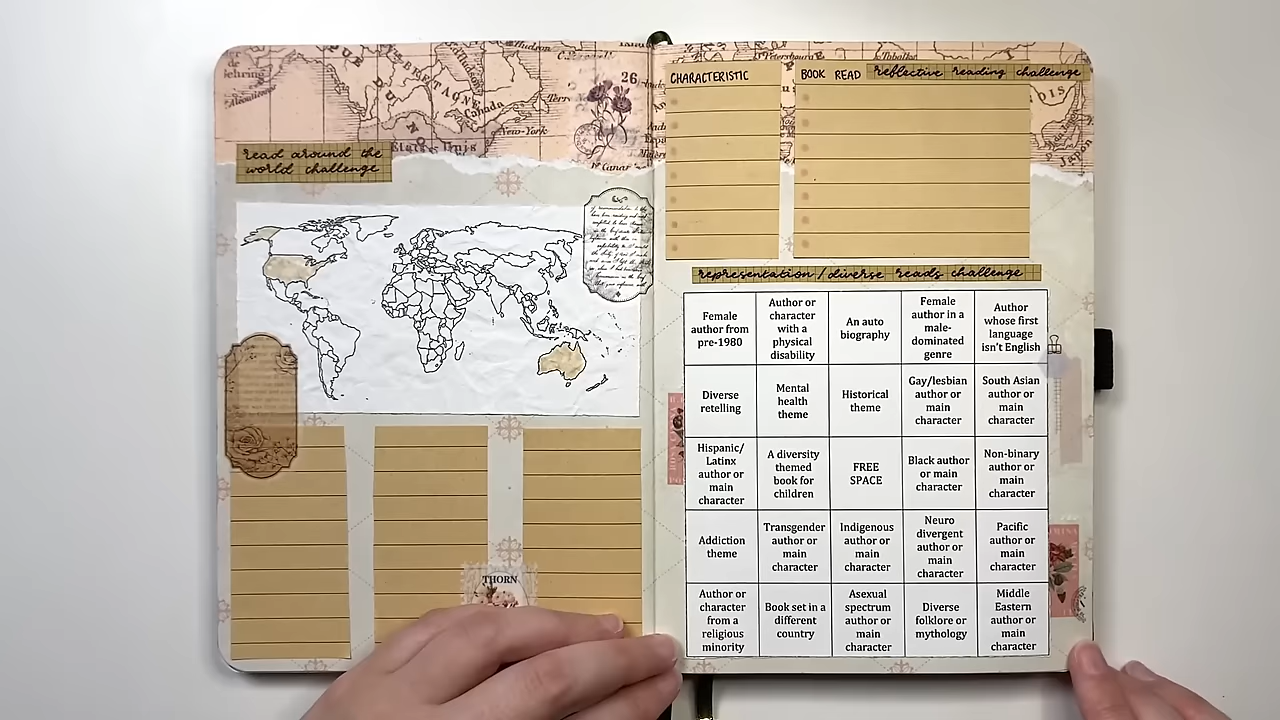 Hudson
26
Canada
New-York
États Unis
read around the
world challenge
THORN
CHARACTERISTIC
BOOK READ
reflective reading challenge
Japon
representation/diverse reads challenge
Female
author from
pre-1980
Author or
character
with a
physical
disability
An auto
biography
Female
author in a
male-
dominated
genre
Author
whose first
language
isn't English
Diverse
retelling
Mental
health
theme
Historical
theme
Gay/lesbian
author or
main
character
South Asian
author or
main
character
Hispanic/
Latinx
author or
main
character
A diversity
themed
book for
children
FREE
SPACE
Black author
or main
character
Non-binary
author or
main
character
Addiction
theme
Transgender
author or
main
character
Indigenous
author or
main
character
Neuro
divergent
author or
main
character
Pacific
author or
main
character
Author or
character
from a
religious
minority
Book set in a
different
country
Asexual
spectrum
author or
main
character
Diverse
folklore or
mythology
Middle
Eastern
author or
main
character